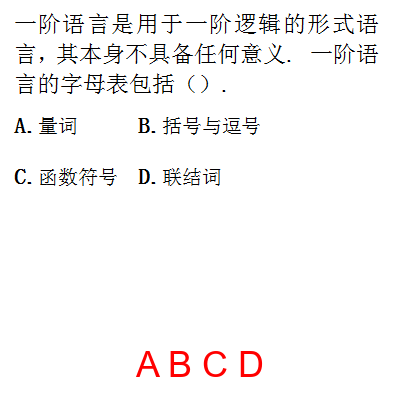 一阶语言是用于一阶逻辑的形式语
言，其本身不具备任何意义. 一阶语
言的字母表包括（）.
A. 量词 B. 括号与逗号
C. 函数符号 D. 联结词
A B C D